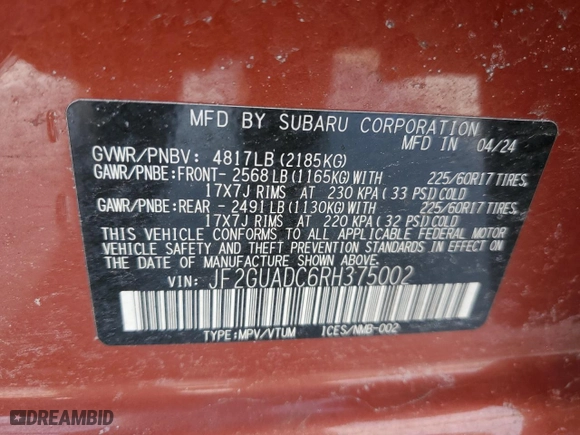 MFD BY SUBARU CORPORATION
MFD IN 04/24
GVWR/PNBV: 4817LB (2185KG)
GAWR/PNBE:FRONT- 2568LB (1165KG)WITH 225/60R17 TIRES,
17X7J RIMS AT 230 KPA (33 PSI)COLD
GAWR/PNBE:REAR - 2491LB (1130KG)WITH 225/60R17 TIRES,
17X7J RIMS AT 220 KPA (32 PSI)COLD
THIS VEHICLE CONFORMS TO ALL APPLICABLE FEDERAL MOTOR
VEHICLE SAFETY AND THEFT PREVENTION STANDARDS IN EFFECT ON
THE DATE OF MANUFACTURE SHOWN ABOVE.
VIN: JF2GUADC6RH375002
TYPE:MPV/VTUM ICES/NMB-002
DREAMBID